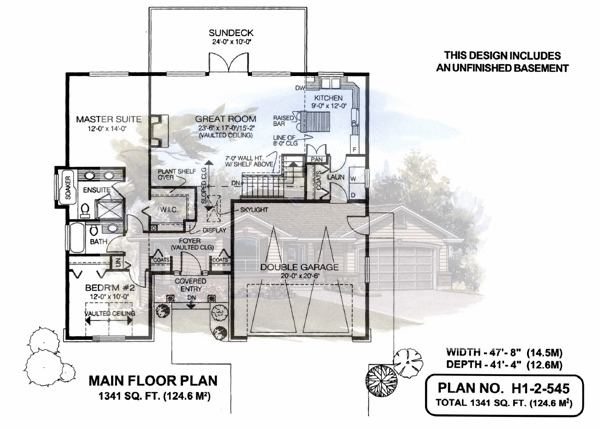 SUNDECK
24'-0" x 10'-0"
THIS DESIGN INCLUDES
AN UNFINISHED BASEMENT
DW
KITCHEN
9'-0" x 12'-0"
MASTER SUITE
12'-0" x 14'-0"
GREAT ROOM
23'-6" x 17'-0"/15'-2"
(VAULTED CEILING)
RAISED
BAR
LINE OF
8'-0" CLG
F
7'-0" WALL HT.
W/ SHELF ABOVE
PAN
PLANT SHELF
OVER
SLOPED CLG
DN
COATS
LAUN
W
D
SOAKER
ENSUITE
W.I.C.
SKYLIGHT
DISPLAY
BATH
FOYER
(VAULTED CLG)
LIN
COATS
COATS
DOUBLE GARAGE
20'-0" x 20'-6"
BEDRM #2
12'-0" x 10'-0"
COVERED
ENTRY
DN
VAULTED CEILING
WIDTH - 47'- 8" (14.5M)
DEPTH - 41'- 4" (12.6M)
MAIN FLOOR PLAN
1341 SQ. FT. (124.6 M²)
PLAN NO. H1-2-545
TOTAL 1341 SQ. FT. (124.6 M²)